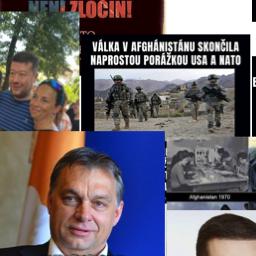 NENÍ ZLOČIN!
VÁLKA V AFGHÁNISTÁNU SKONČILA
NAPROSTOU PORÁŽKOU USA A NATO
Afghanistan 1970